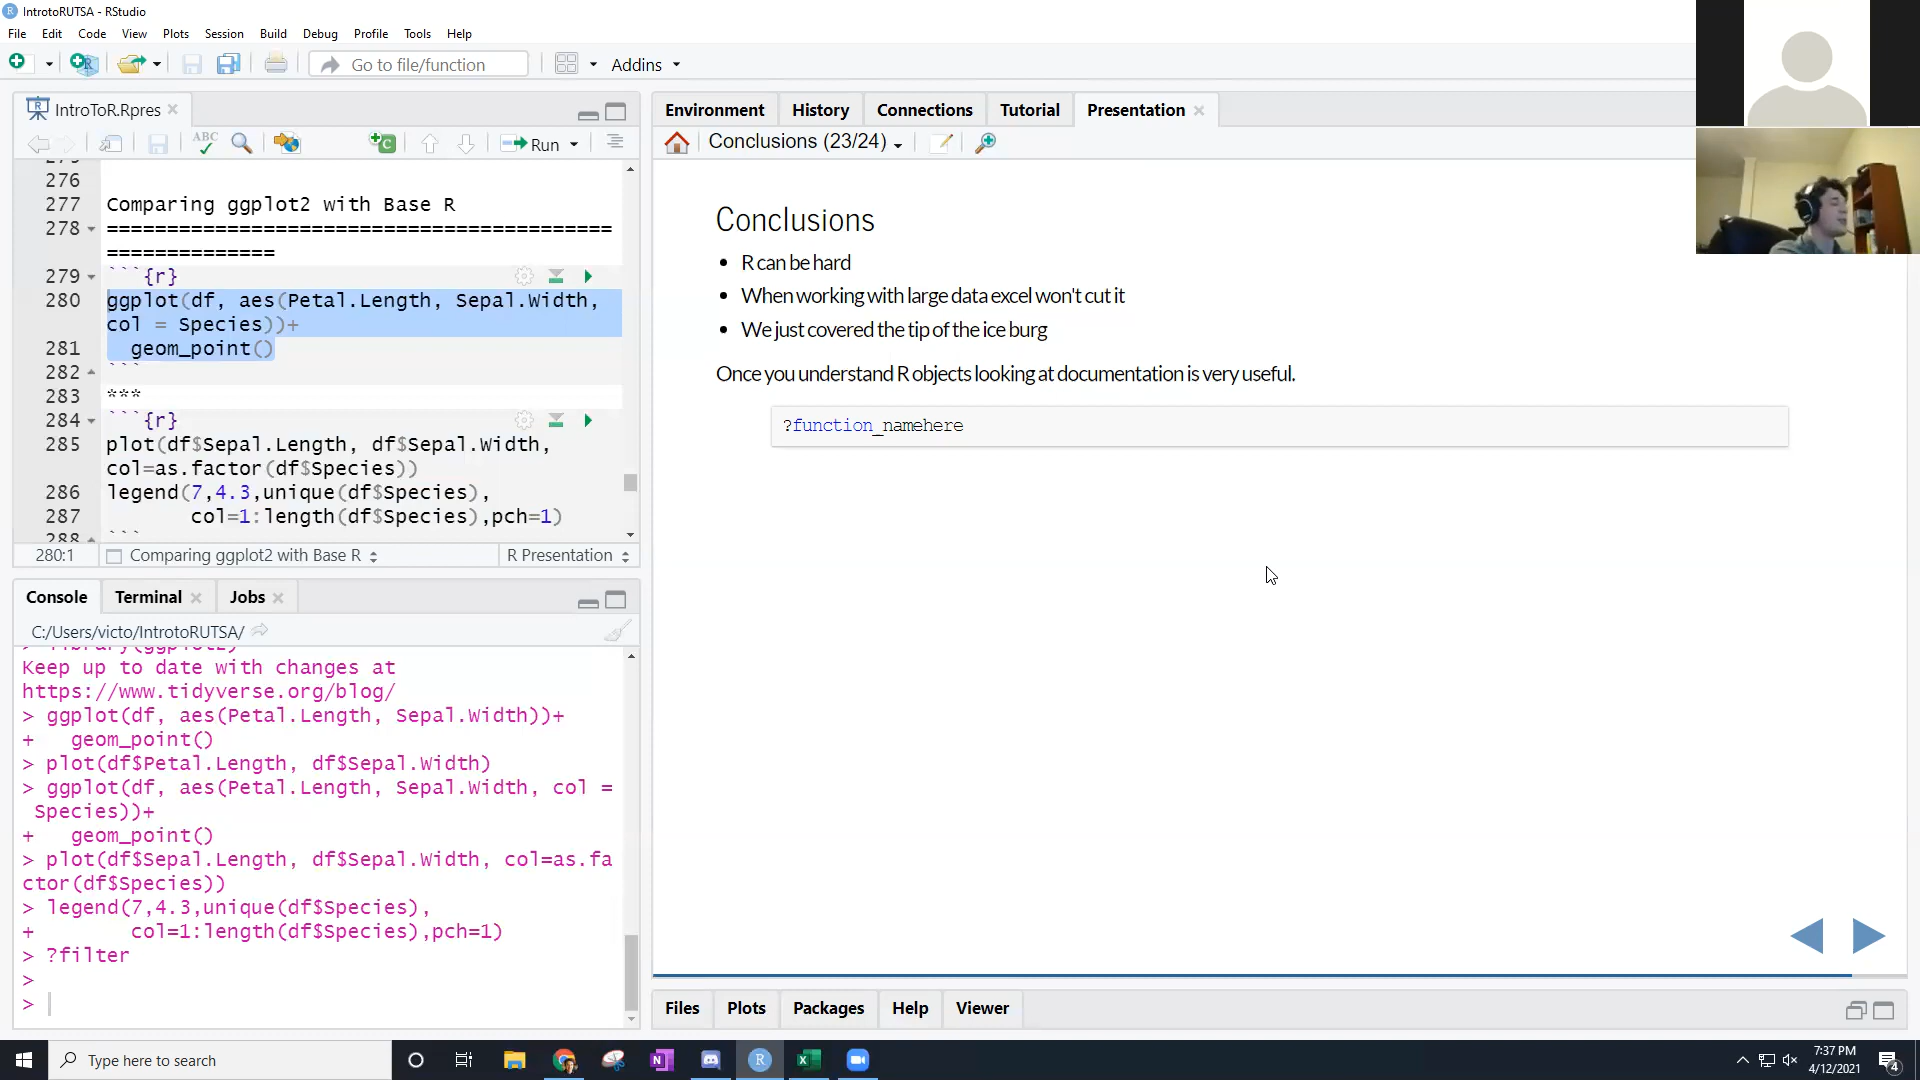 IntrotoRUTSA - RStudio
File Edit Code View Plots Session Build Debug Profile Tools Help
Go to file/function
Addins
IntroToR.Rpres
ABC
Run
276
277 Comparing ggplot2 with Base R
278 ==========================================
==============
279 ```{r}
280 ggplot(df, aes(Petal.Length, Sepal.Width,
col = Species))+
281 geom_point()
282 ```
283 ***
284 ```{r}
285 plot(df$Sepal.Length, df$Sepal.Width,
col=as.factor(df$Species))
286 legend(7,4.3,unique(df$Species),
287 col=1:length(df$Species),pch=1)
288 ```
280:1 Comparing ggplot2 with Base R R Presentation
Console Terminal Jobs
C:/Users/victo/IntrotoRUTSA/
Keep up to date with changes at
https://www.tidyverse.org/blog/
> ggplot(df, aes(Petal.Length, Sepal.Width))+
+ geom_point()
> plot(df$Petal.Length, df$Sepal.Width)
> ggplot(df, aes(Petal.Length, Sepal.Width, col =
Species))+
+ geom_point()
> plot(df$Sepal.Length, df$Sepal.Width, col=as.fa
ctor(df$Species))
> legend(7,4.3,unique(df$Species),
+ col=1:length(df$Species),pch=1)
> ?filter
>
>
Environment History Connections Tutorial Presentation
Conclusions (23/24)
Conclusions
• R can be hard
• When working with large data excel won't cut it
• We just covered the tip of the ice burg
Once you understand R objects looking at documentation is very useful.
?function_namehere
Files Plots Packages Help Viewer
Type here to search
7:37 PM
4/12/2021
4